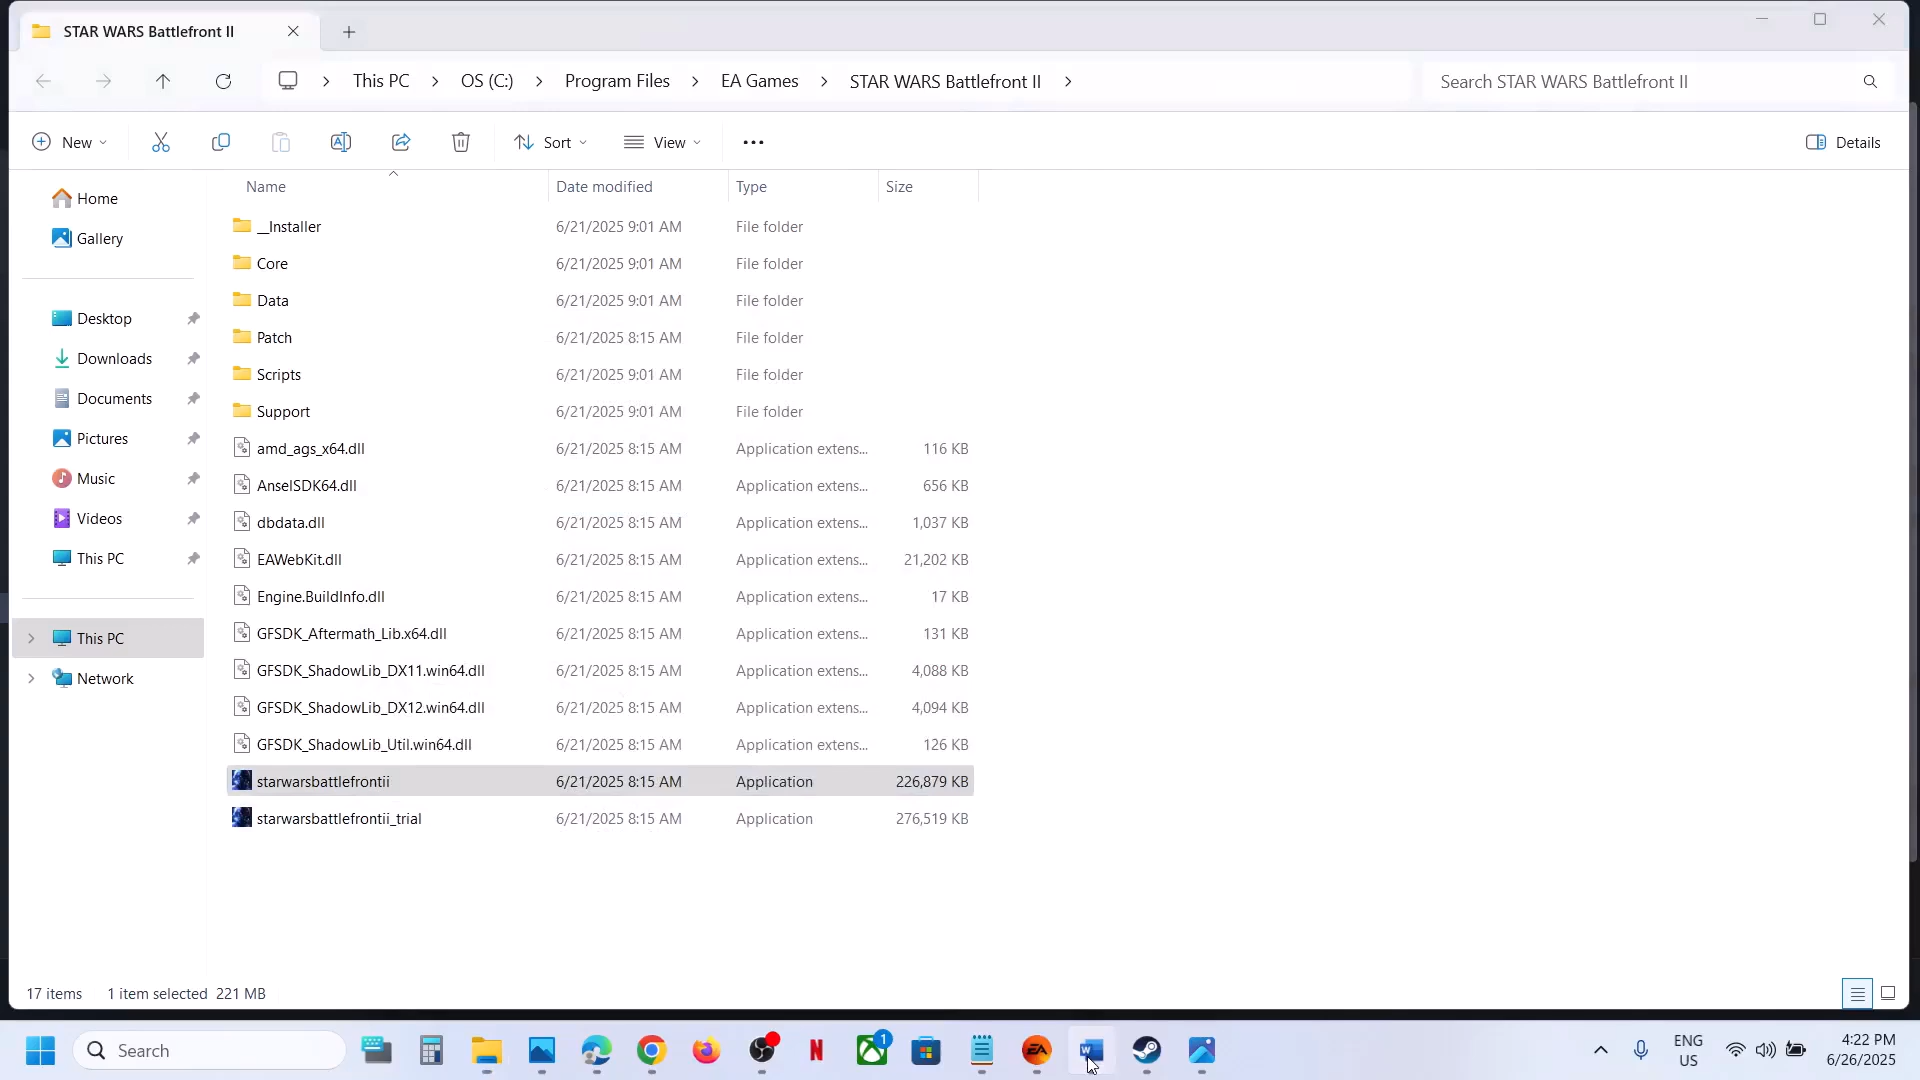 STAR WARS Battlefront II
This PC > OS (C:) > Program Files > EA Games > STAR WARS Battlefront II >
Search STAR WARS Battlefront II
New
Sort
View
Details
Name Date modified Type Size
Home
Gallery
Desktop
Downloads
Documents
Pictures
Music
Videos
This PC
This PC
Network
__Installer 6/21/2025 9:01 AM File folder
Core 6/21/2025 9:01 AM File folder
Data 6/21/2025 9:01 AM File folder
Patch 6/21/2025 8:15 AM File folder
Scripts 6/21/2025 9:01 AM File folder
Support 6/21/2025 9:01 AM File folder
amd_ags_x64.dll 6/21/2025 8:15 AM Application extens... 116 KB
AnselSDK64.dll 6/21/2025 8:15 AM Application extens... 656 KB
dbdata.dll 6/21/2025 8:15 AM Application extens... 1,037 KB
EAWebKit.dll 6/21/2025 8:15 AM Application extens... 21,202 KB
Engine.BuildInfo.dll 6/21/2025 8:15 AM Application extens... 17 KB
GFSDK_Aftermath_Lib.x64.dll 6/21/2025 8:15 AM Application extens... 131 KB
GFSDK_ShadowLib_DX11.win64.dll 6/21/2025 8:15 AM Application extens... 4,088 KB
GFSDK_ShadowLib_DX12.win64.dll 6/21/2025 8:15 AM Application extens... 4,094 KB
GFSDK_ShadowLib_Util.win64.dll 6/21/2025 8:15 AM Application extens... 126 KB
starwarsbattlefrontii 6/21/2025 8:15 AM Application 226,879 KB
starwarsbattlefrontii_trial 6/21/2025 8:15 AM Application 276,519 KB
17 items 1 item selected 221 MB
Search
N
1
EA
W
ENG
US
4:22 PM
6/26/2025